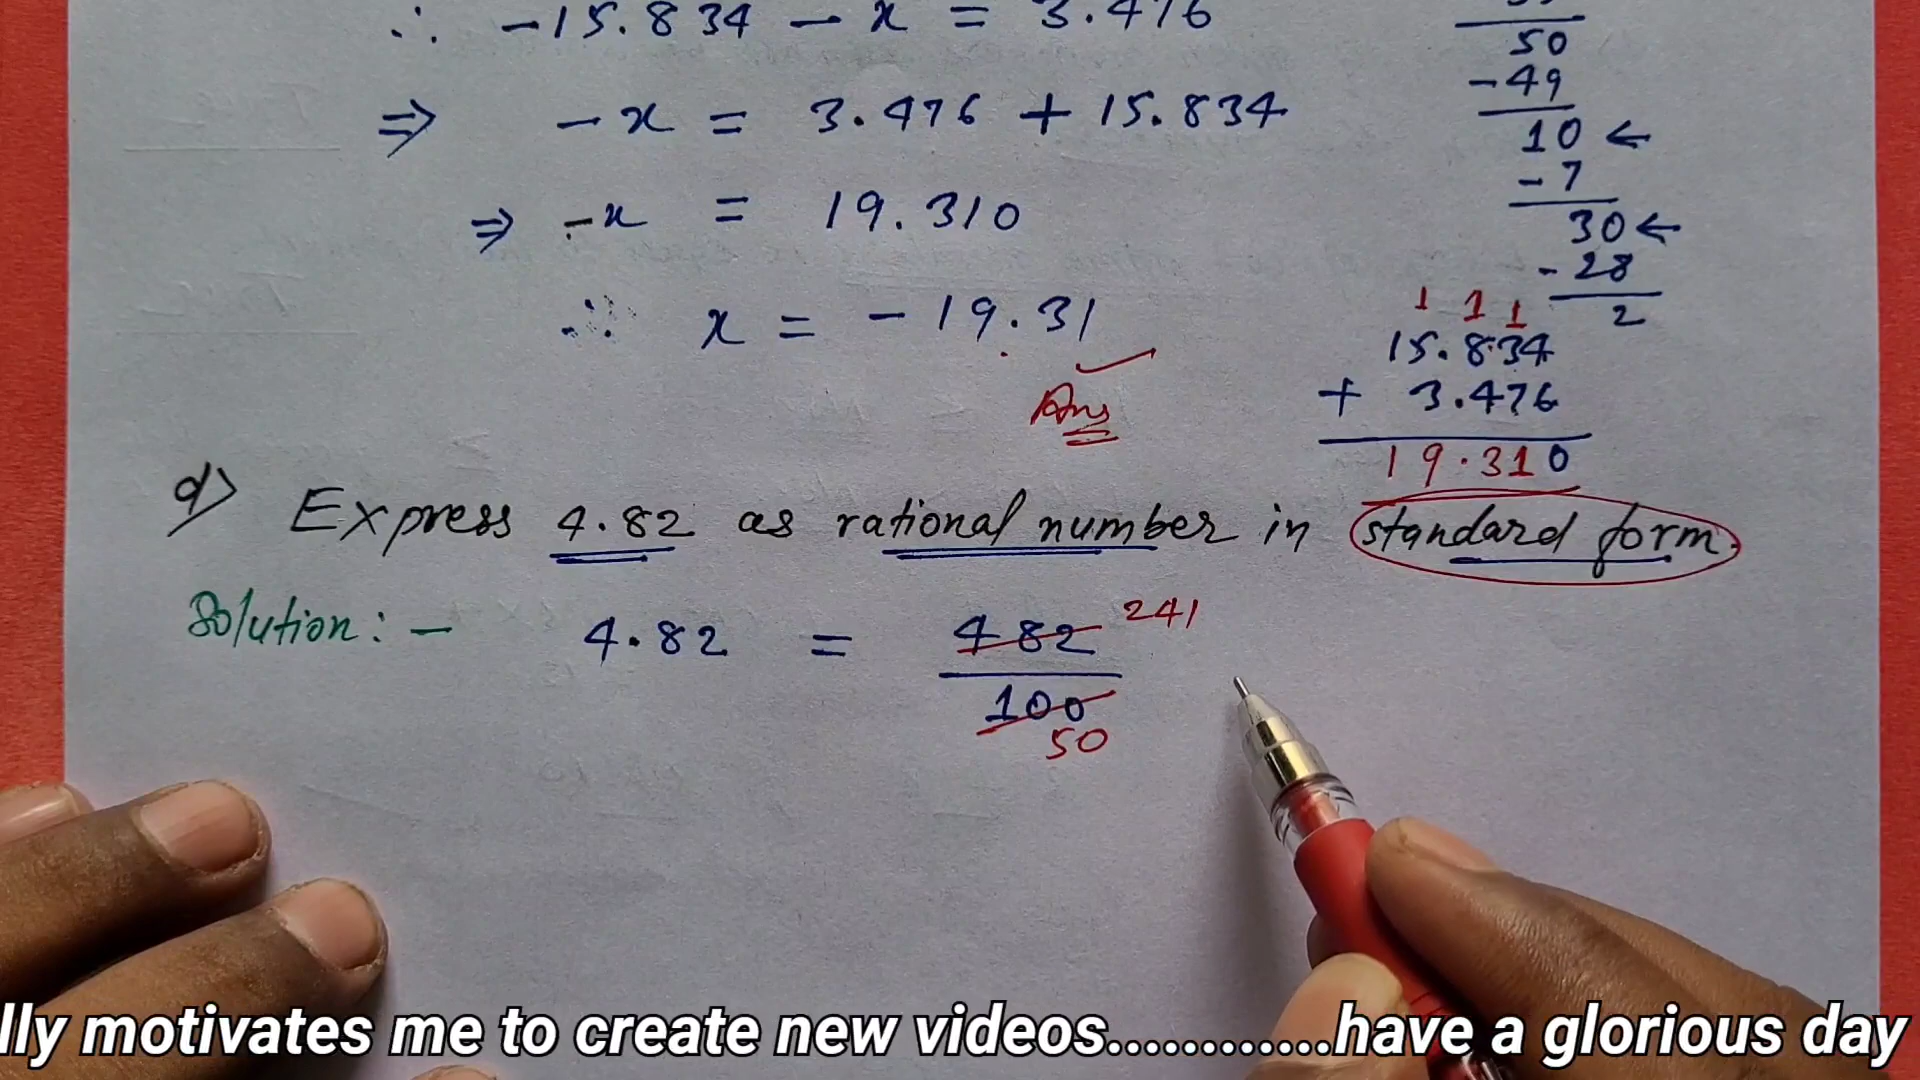 ∴ -15.834 - x = 3.476
⇒ -x = 3.476 + 15.834
⇒ -x = 19.310
∴ x = -19.31
Ans
50
-49
10 ←
-7
30 ←
-28
2
1 1 1
15.834
+ 3.476
19.310
d> Express 4.82 as rational number in standard form.
Solution:- 4.82 = 482 241
100
50
lly motivates me to create new videos............have a glorious day